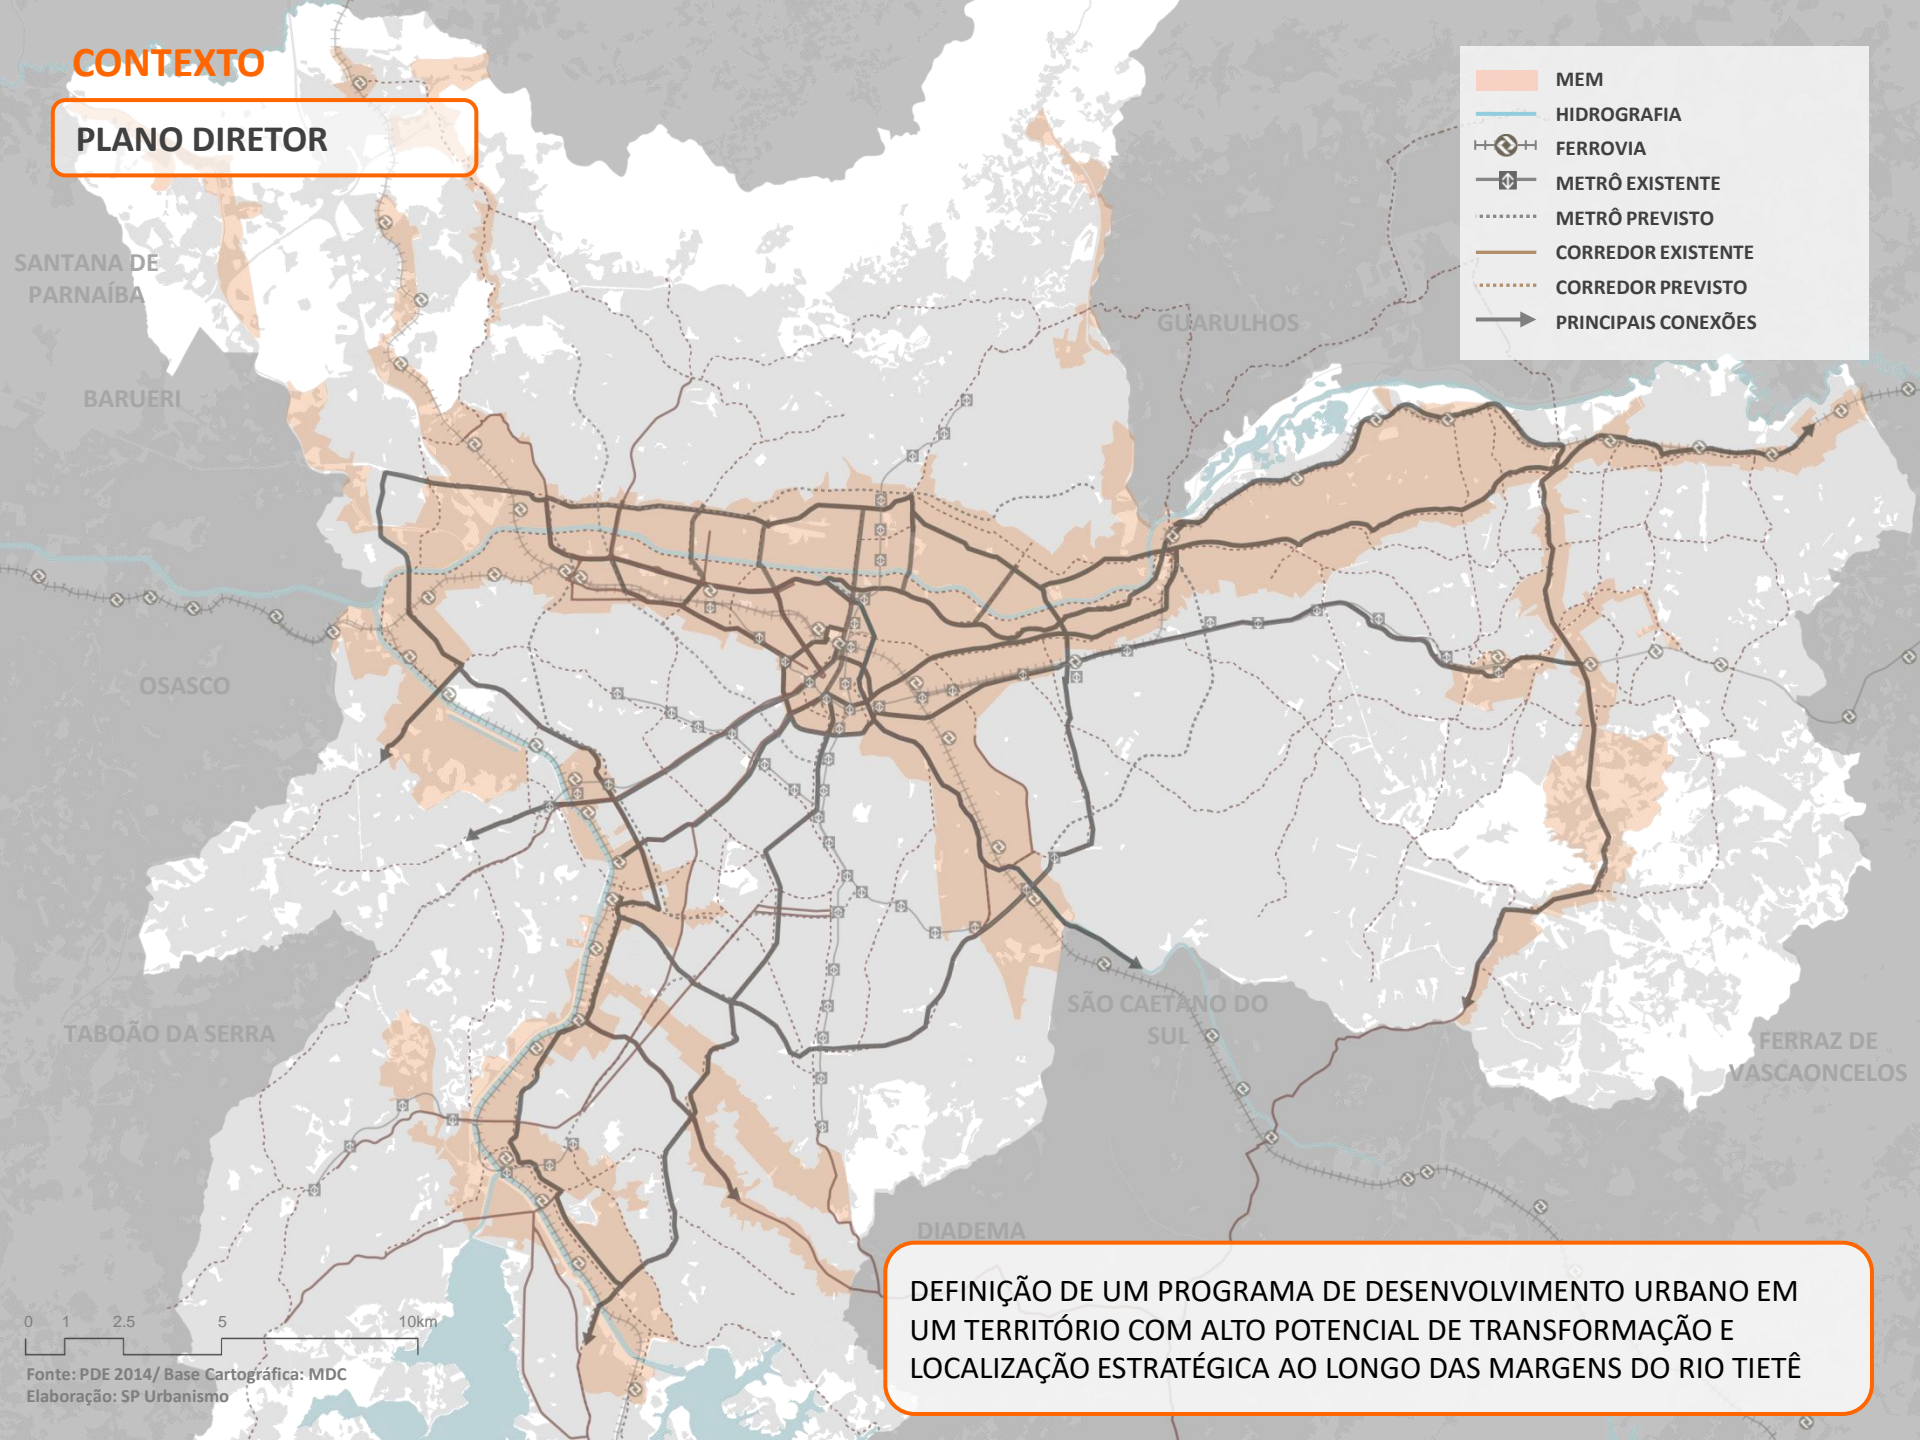 CONTEXTO
PLANO DIRETOR
MEM
HIDROGRAFIA
FERROVIA
METRÔ EXISTENTE
METRÔ PREVISTO
CORREDOR EXISTENTE
CORREDOR PREVISTO
PRINCIPAIS CONEXÕES
SANTANA DE
PARNAÍBA
GUARULHOS
BARUERI
OSASCO
TABOÃO DA SERRA
SÃO CAETANO DO
SUL
FERRAZ DE
VASCAONCELOS
DIADEMA
DEFINIÇÃO DE UM PROGRAMA DE DESENVOLVIMENTO URBANO EM
UM TERRITÓRIO COM ALTO POTENCIAL DE TRANSFORMAÇÃO E
LOCALIZAÇÃO ESTRATÉGICA AO LONGO DAS MARGENS DO RIO TIETÊ
0 1 2.5 5 10km
Fonte: PDE 2014/ Base Cartográfica: MDC
Elaboração: SP Urbanismo